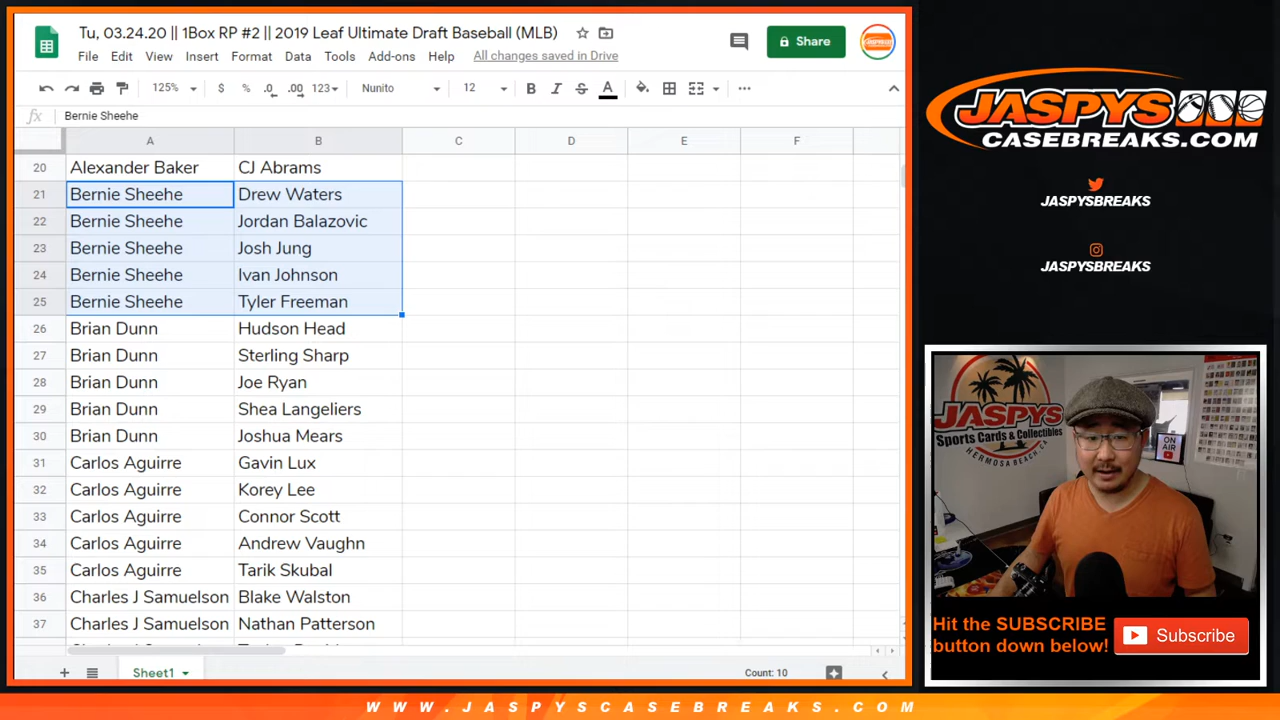 Tu, 03.24.20 || 1Box RP #2 || 2019 Leaf Ultimate Draft Baseball (MLB)
File Edit View Insert Format Data Tools Add-ons Help All changes saved in Drive
Share
125% $ % .0 .00 123 Nunito 12 B I S A
fx Bernie Sheehe
A B C D E F
20 Alexander Baker CJ Abrams
21 Bernie Sheehe Drew Waters
22 Bernie Sheehe Jordan Balazovic
23 Bernie Sheehe Josh Jung
24 Bernie Sheehe Ivan Johnson
25 Bernie Sheehe Tyler Freeman
26 Brian Dunn Hudson Head
27 Brian Dunn Sterling Sharp
28 Brian Dunn Joe Ryan
29 Brian Dunn Shea Langeliers
30 Brian Dunn Joshua Mears
31 Carlos Aguirre Gavin Lux
32 Carlos Aguirre Korey Lee
33 Carlos Aguirre Connor Scott
34 Carlos Aguirre Andrew Vaughn
35 Carlos Aguirre Tarik Skubal
36 Charles J Samuelson Blake Walston
37 Charles J Samuelson Nathan Patterson
Sheet1 Count: 10
JASPYS
CASEBREAKS.COM
JASPYSBREAKS
JASPYSBREAKS
JASPYS
Sports Cards & Collectibles
HERMOSA BEACH, CA
ON AIR
Hit the SUBSCRIBE
button down below!
Subscribe
WWW.JASPYSCASEBREAKS.COM